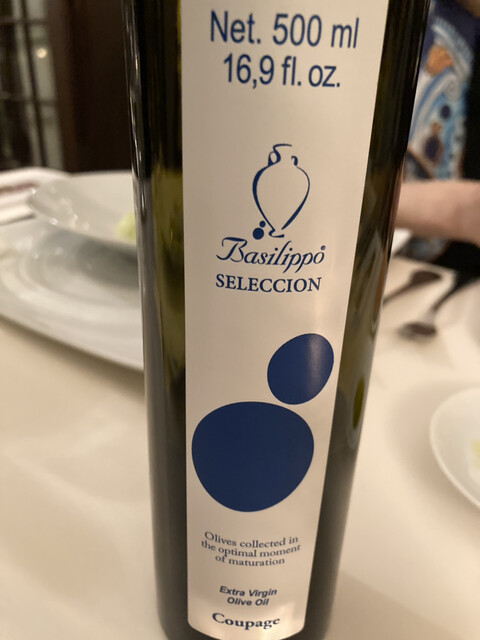 Net. 500 ml
16,9 fl. oz.
Basilippo
SELECCION
Olives collected in
the optimal moment
of maturation
Extra Virgin
Olive Oil
Coupage